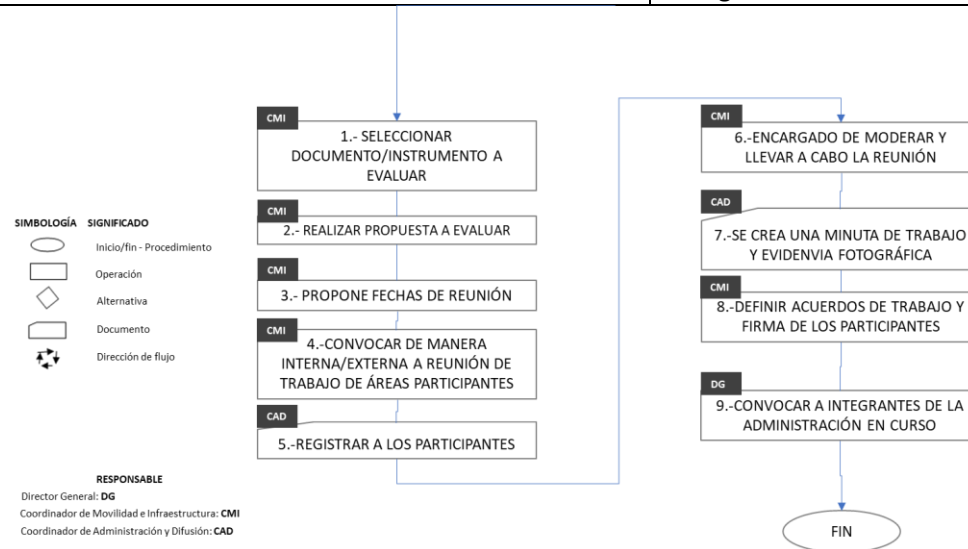 CMI
1.- SELECCIONAR
DOCUMENTO/INSTRUMENTO A
EVALUAR
CMI
2.- REALIZAR PROPUESTA A EVALUAR
CMI
3.- PROPONE FECHAS DE REUNIÓN
CMI
4.-CONVOCAR DE MANERA
INTERNA/EXTERNA A REUNIÓN DE
TRABAJO DE ÁREAS PARTICIPANTES
CAD
5.-REGISTRAR A LOS PARTICIPANTES
CMI
6.-ENCARGADO DE MODERAR Y
LLEVAR A CABO LA REUNIÓN
CAD
7.-SE CREA UNA MINUTA DE TRABAJO
Y EVIDENVIA FOTOGRÁFICA
CMI
8.-DEFINIR ACUERDOS DE TRABAJO Y
FIRMA DE LOS PARTICIPANTES
DG
9.-CONVOCAR A INTEGRANTES DE LA
ADMINISTRACIÓN EN CURSO
FIN
SIMBOLOGÍA SIGNIFICADO
Inicio/fin - Procedimiento
Operación
Alternativa
Documento
Dirección de flujo
RESPONSABLE
Director General: DG
Coordinador de Movilidad e Infraestructura: CMI
Coordinador de Administración y Difusión: CAD